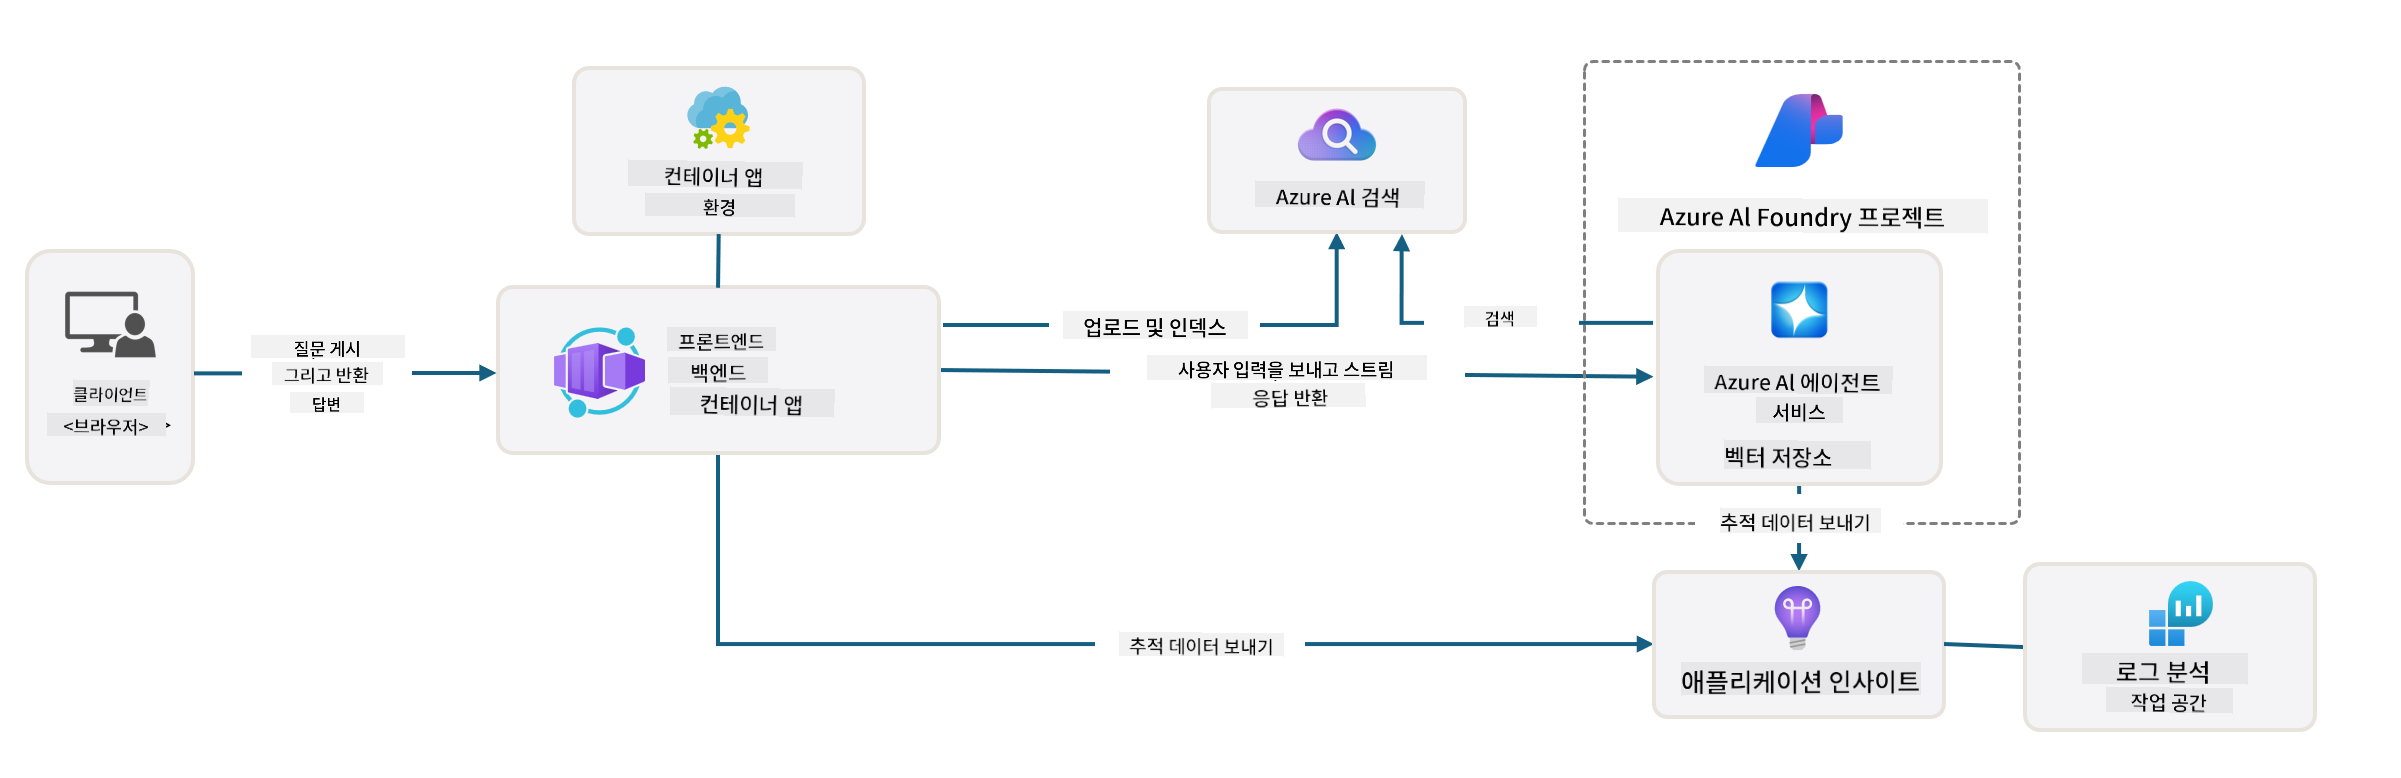 컨테이너 앱
환경
Azure AI 검색
Azure AI Foundry 프로젝트
클라이언트
<브라우저>
질문 게시
그리고 반환
답변
프론트엔드
백엔드
컨테이너 앱
업로드 및 인덱스
검색
사용자 입력을 보내고 스트림
응답 반환
Azure AI 에이전트
서비스
벡터 저장소
추적 데이터 보내기
추적 데이터 보내기
애플리케이션 인사이트
로그 분석
작업 공간